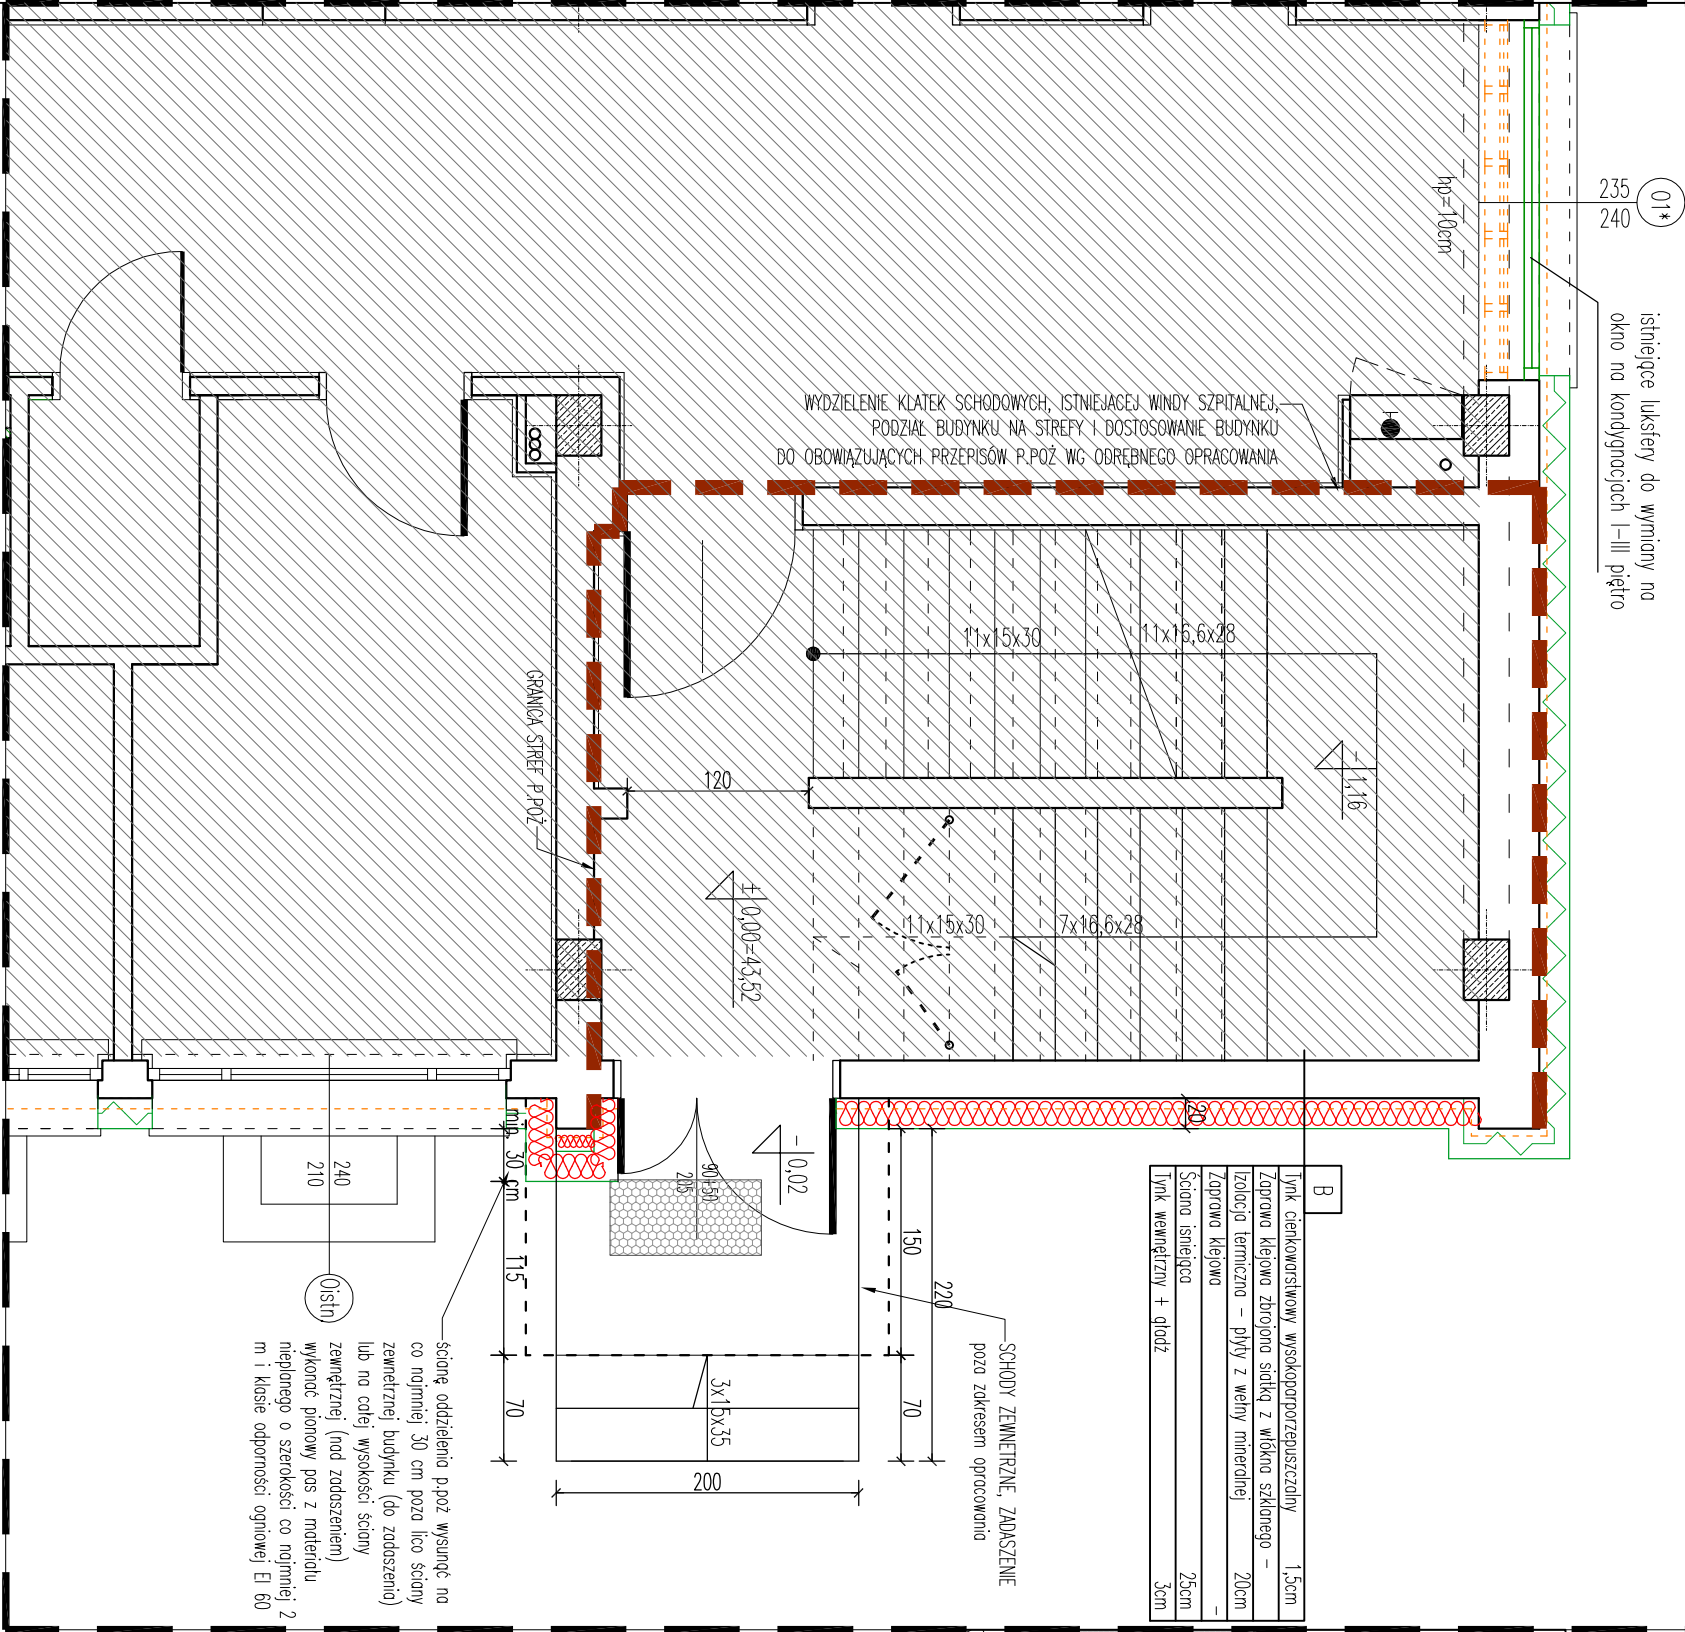 01*
235
240
hp=10cm
istniejące luksfery do wymiany na
okno na kondygnacjach I-III piętro
WYDZIELENIE KLATEK SCHODOWYCH, ISTNIEJACEJ WINDY SZPITALNEJ,
PODZIAŁ BUDYNKU NA STREFY I DOSTOSOWANIE BUDYNKU
DO OBOWIĄZUJĄCYCH PRZEPISÓW P.POŻ WG ODRĘBNEGO OPRACOWANIA
11x15x30
11x16,6x28
- 1,16
120
GRANICA STREF P.POŻ
± 0,00=43,52
11x15x30
7x16,6x28
20
- 0,02
90+50
205
min. 30 cm
115
70
150
70
220
3x15x35
200
240
210
Oistn.
SCHODY ZEWNETRZNE, ZADASZENIE
poza zakresem opracowania
ścianę oddzielenia p.poż wysunąć na
co najmniej 30 cm poza lico ściany
zewnetrznej budynku (do zadaszenia)
lub na całej wysokości ściany
zewnętrznej (nad zadaszeniem)
wykonać pionowy pas z materiału
nieplanego o szerokości co najmniej 2
m i klasie odporności ogniowej EI 60
B
Tynk cienkowarstwowy wysokoparporzepuszczalny 1,5cm
Zaprawa klejowa zbrojona siatką z włókna szklanego -
Izolacja termiczna - płyty z wełny mineralnej 20cm
Zaprawa klejowa -
Ściana isniejąca 25cm
Tynk wewnętrzny + gładź 3cm